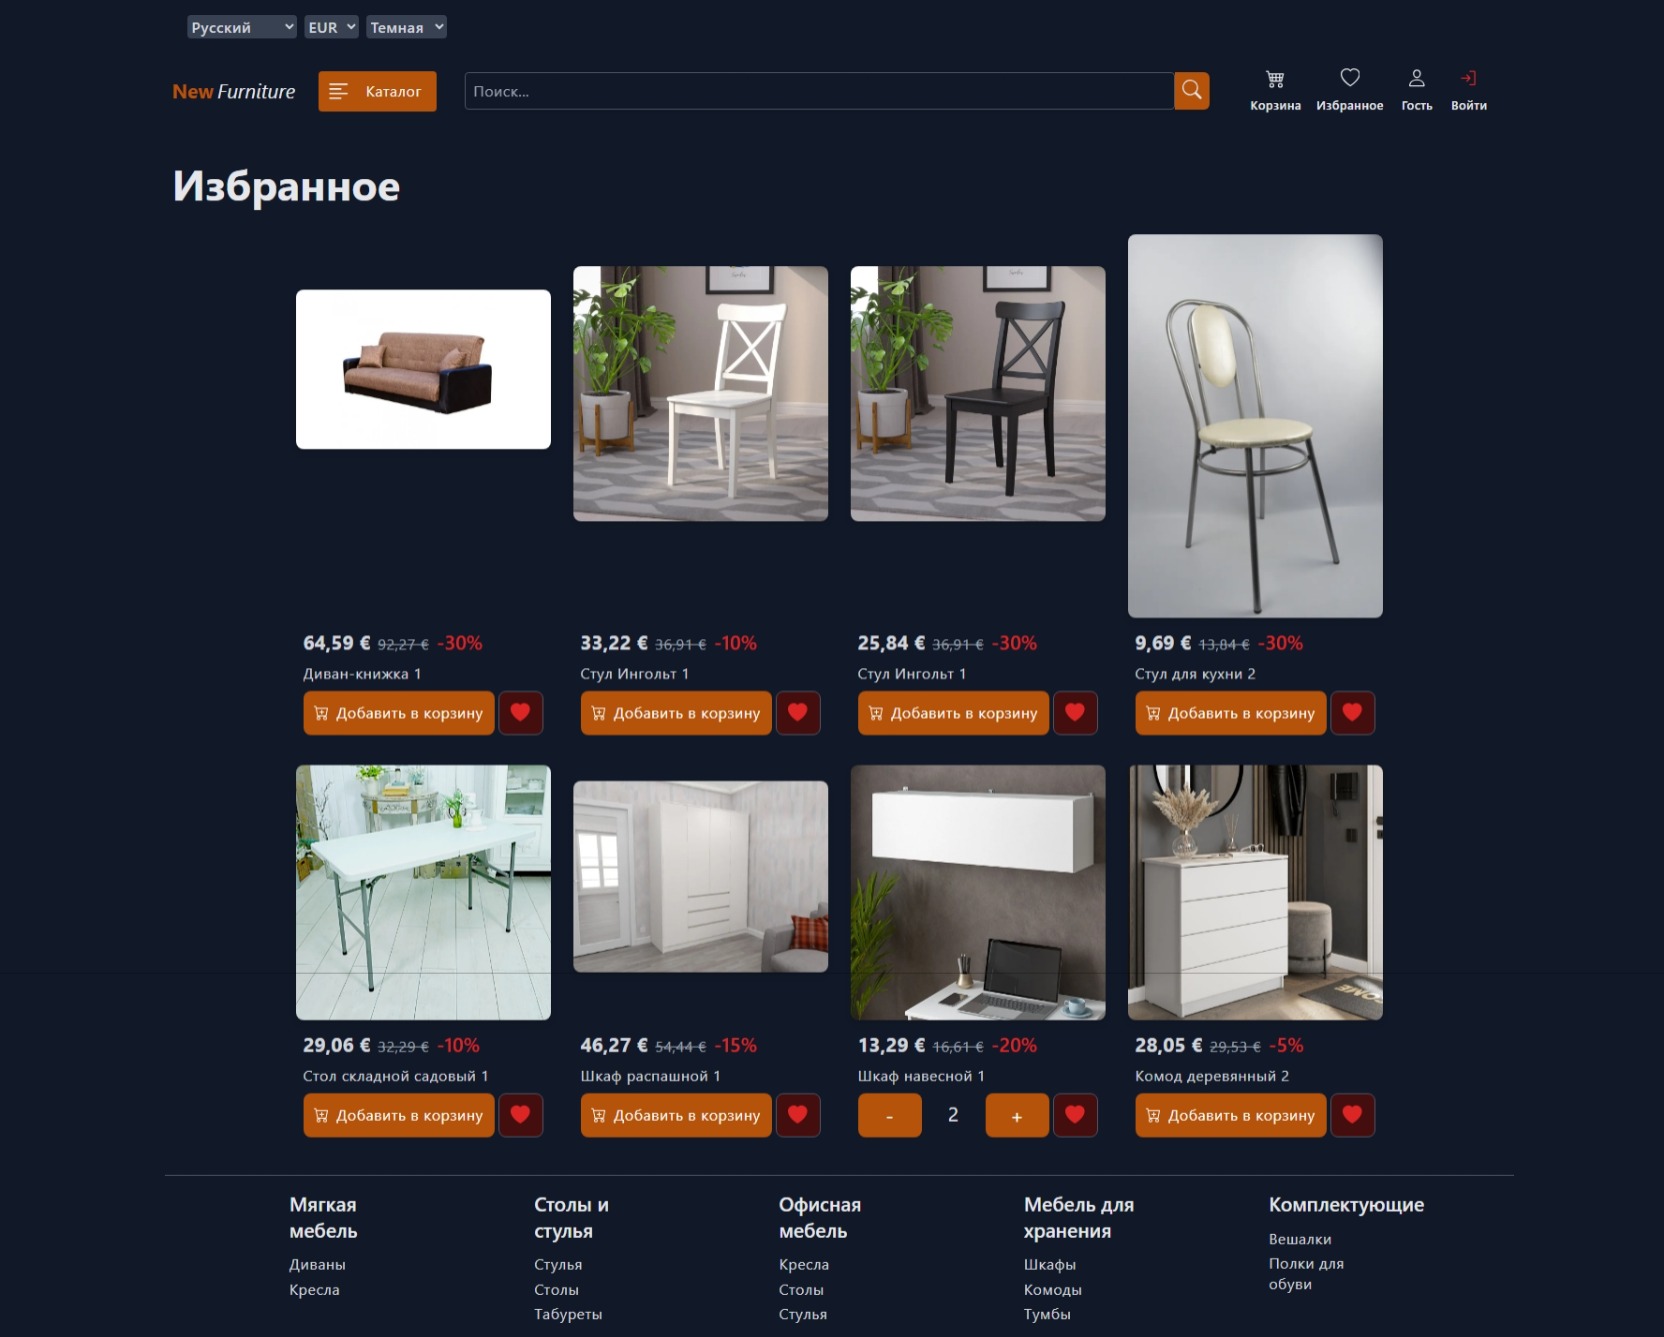 Русский EUR Темная
New Furniture Каталог Поиск... Корзина Избранное Гость Войти
Избранное
64,59 € 92,27 € -30% 33,22 € 36,91 € -10% 25,84 € 36,91 € -30% 9,69 € 13,84 € -30%
Диван-книжка 1 Стул Ингольт 1 Стул Ингольт 1 Стул для кухни 2
Добавить в корзину Добавить в корзину Добавить в корзину Добавить в корзину
29,06 € 32,29 € -10% 46,27 € 54,44 € -15% 13,29 € 16,61 € -20% 28,05 € 29,53 € -5%
Стол складной садовый 1 Шкаф распашной 1 Шкаф навесной 1 Комод деревянный 2
Добавить в корзину Добавить в корзину - 2 + Добавить в корзину
Мягкая
мебель
Диваны
Кресла
Столы и
стулья
Стулья
Столы
Табуреты
Офисная
мебель
Кресла
Столы
Стулья
Мебель для
хранения
Шкафы
Комоды
Тумбы
Комплектующие
Вешалки
Полки для
обуви